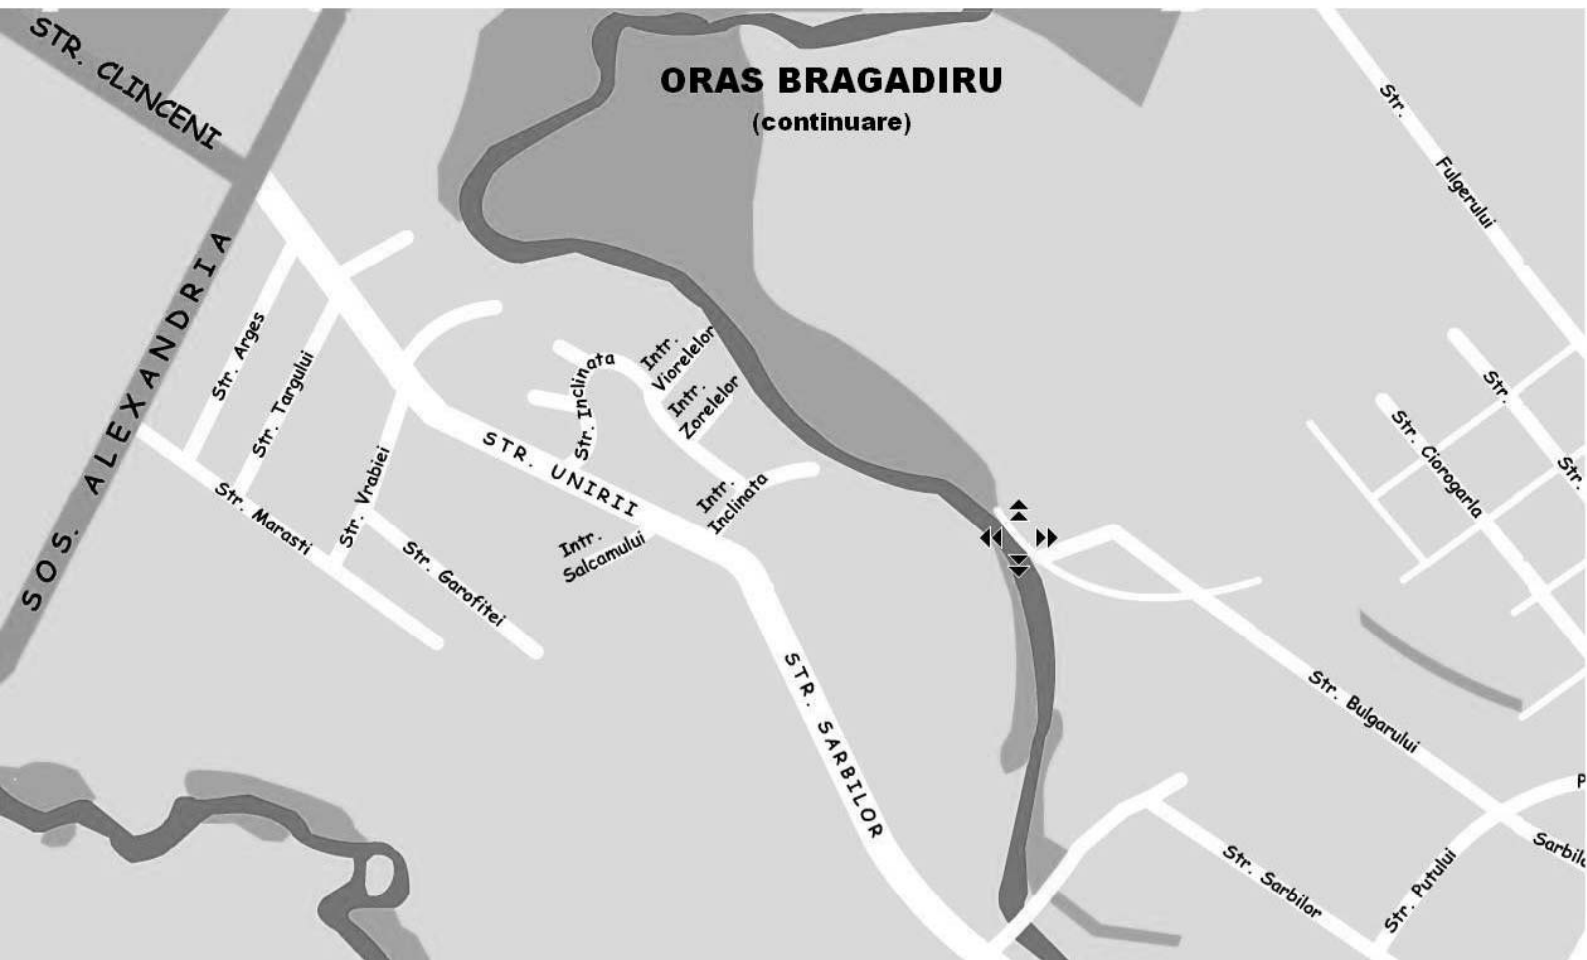 STR. CLINCENI
ORAS BRAGADIRU
(continuare)
Str.
Fulgerului
SOS. ALEXANDRIA
Str. Arges
Str. Targului
Str. Vrabiei
Str. Marasti
Str. Garofitei
STR. UNIRII
Str. Inclinata
Intr.
Viorelelor
Intr.
Zorelelor
Intr.
Inclinata
Intr.
Salcamului
STR. SARBILOR
Str.
Str.
Str. Ciorogarla
Str. Bulgarului
P
Sarbilo
Str. Putului
Str. Sarbilor